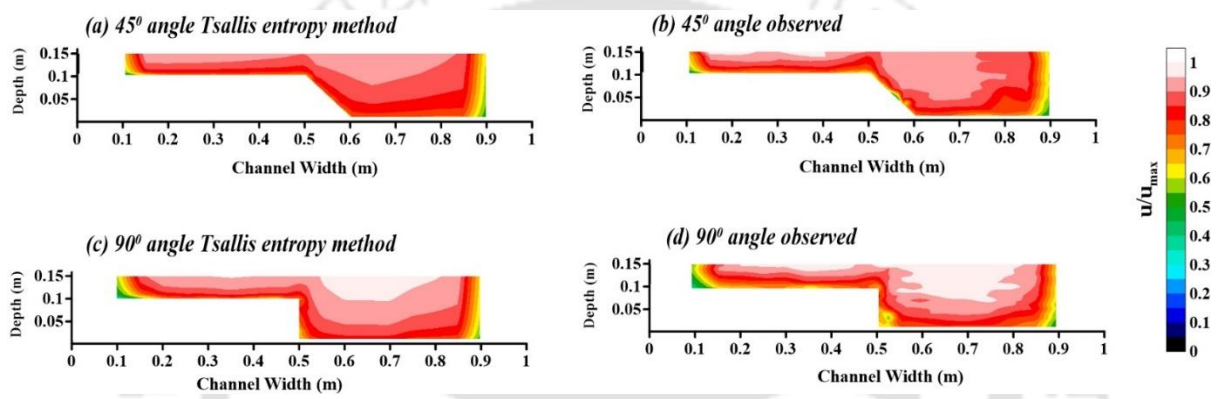 (a) 45⁰ angle Tsallis entropy method
0.15
0.1
0.05
Depth (m)
0 0.1 0.2 0.3 0.4 0.5 0.6 0.7 0.8 0.9 1
Channel Width (m)
(b) 45⁰ angle observed
0.15
0.1
0.05
Depth (m)
0 0.1 0.2 0.3 0.4 0.5 0.6 0.7 0.8 0.9 1
Channel Width (m)
(c) 90⁰ angle Tsallis entropy method
0.15
0.1
0.05
Depth (m)
0 0.1 0.2 0.3 0.4 0.5 0.6 0.7 0.8 0.9 1
Channel Width (m)
(d) 90⁰ angle observed
0.15
0.1
0.05
Depth (m)
0 0.1 0.2 0.3 0.4 0.5 0.6 0.7 0.8 0.9 1
Channel Width (m)
u/u_max
1
0.9
0.8
0.7
0.6
0.5
0.4
0.3
0.2
0.1
0